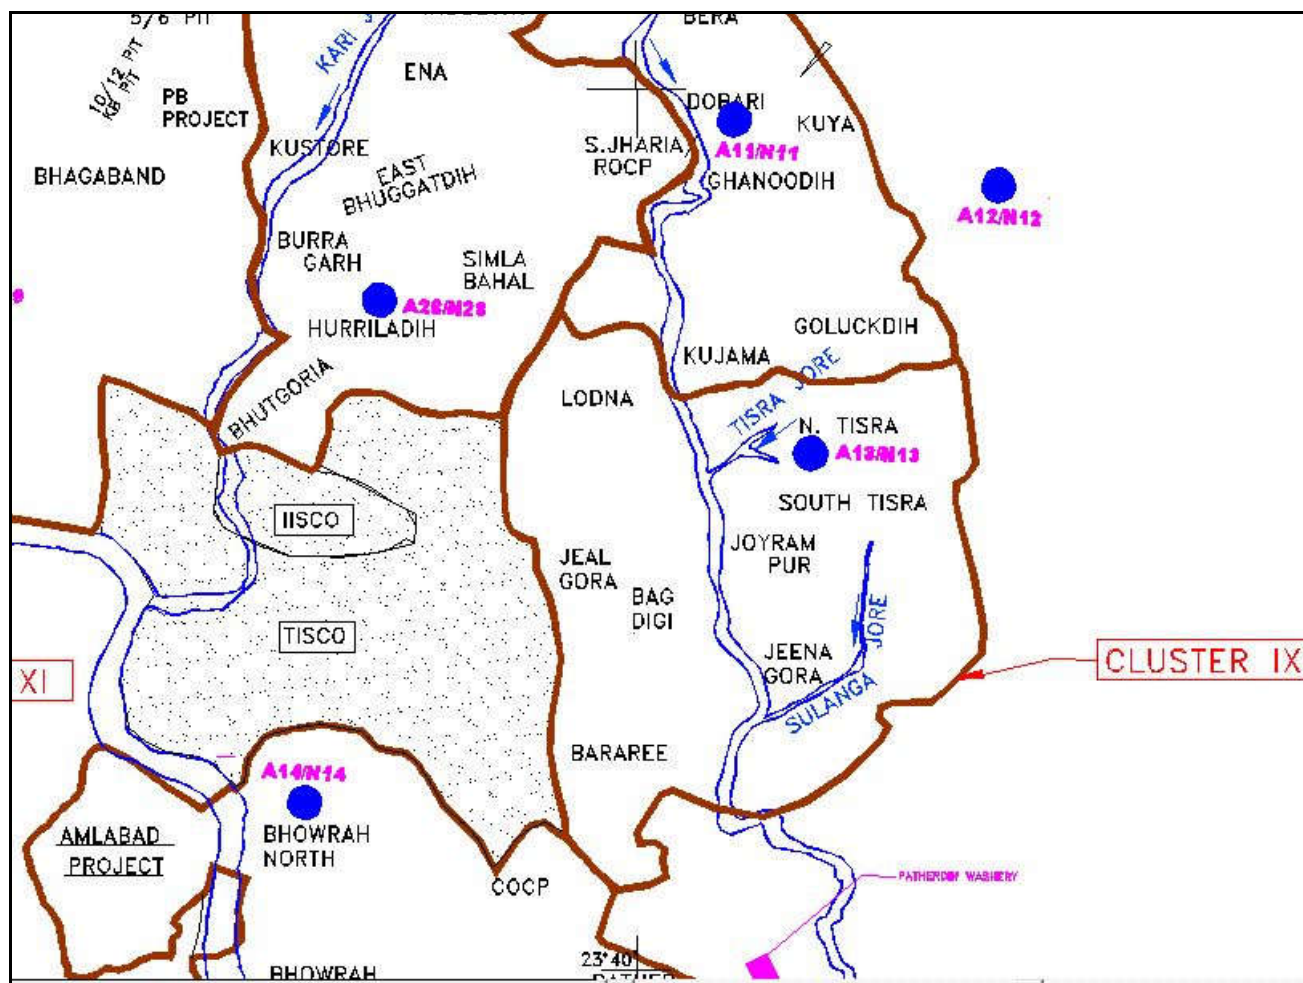 5/6 PIT
10/12 PIT
KB PIT
PB
PROJECT
BHAGABAND
KARI
ENA
KUSTORE
EAST
BHUGGATDIH
BURRA
GARH
SIMLA
BAHAL
A28/N28
HURRILADIH
BHUTGORIA
BERA
DOBARI
KUYA
S.JHARIA
ROCP
A11/N11
GHANOODIH
A12/N12
GOLUCKDIH
KUJAMA
LODNA
TISRA JORE
N. TISRA
A13/N13
SOUTH TISRA
IISCO
JOYRAM
PUR
JEAL
GORA
BAG
DIGI
TISCO
JORE
JEENA
GORA
SULANGA
CLUSTER IX
XI
BARAREE
A14/N14
BHOWRAH
NORTH
AMLABAD
PROJECT
COCP
PATHERDIH WASHERY
23°40'
BHOWRAH